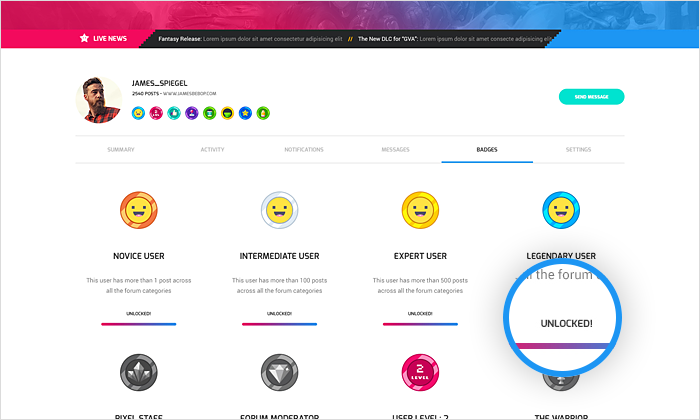 LIVE NEWS
Fantasy Release: Lorem ipsum dolor sit amet consectetur adipisicing elit // The New DLC for "GVA": Lorem ipsum dolor sit amet consecte adipisicing elit
JAMES_SPIEGEL
2540 POSTS - WWW.JAMESBEBOP.COM
SEND MESSAGE
SUMMARY ACTIVITY NOTIFICATIONS MESSAGES BADGES SETTINGS
NOVICE USER INTERMEDIATE USER EXPERT USER LEGENDARY USER
This user has more than 1 post across
all the forum categories
This user has more than 100 posts
across all the forum categories
This user has more than 500 posts
across all the forum categories
the forum
UNLOCKED! UNLOCKED! UNLOCKED! UNLOCKED!
2
LEVEL
PIXEL STAFF FORUM MODERATOR USER LEVEL: 2 THE WARRIOR